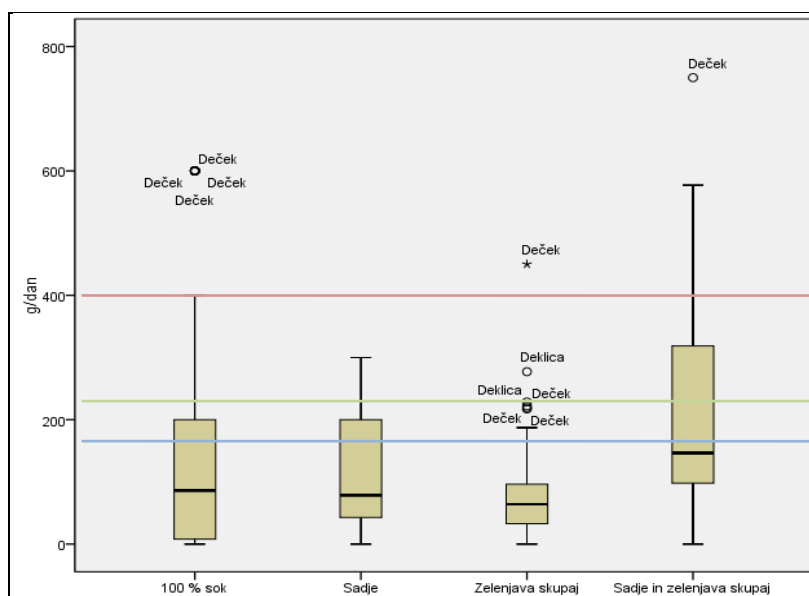 800
600
400
200
0
g/dan
Deček
Deček Deček
Deček
Deček
Deklica
Deklica Deček
Deček Deček
Deček
100 % sok
Sadje
Zelenjava skupaj
Sadje in zelenjava skupaj